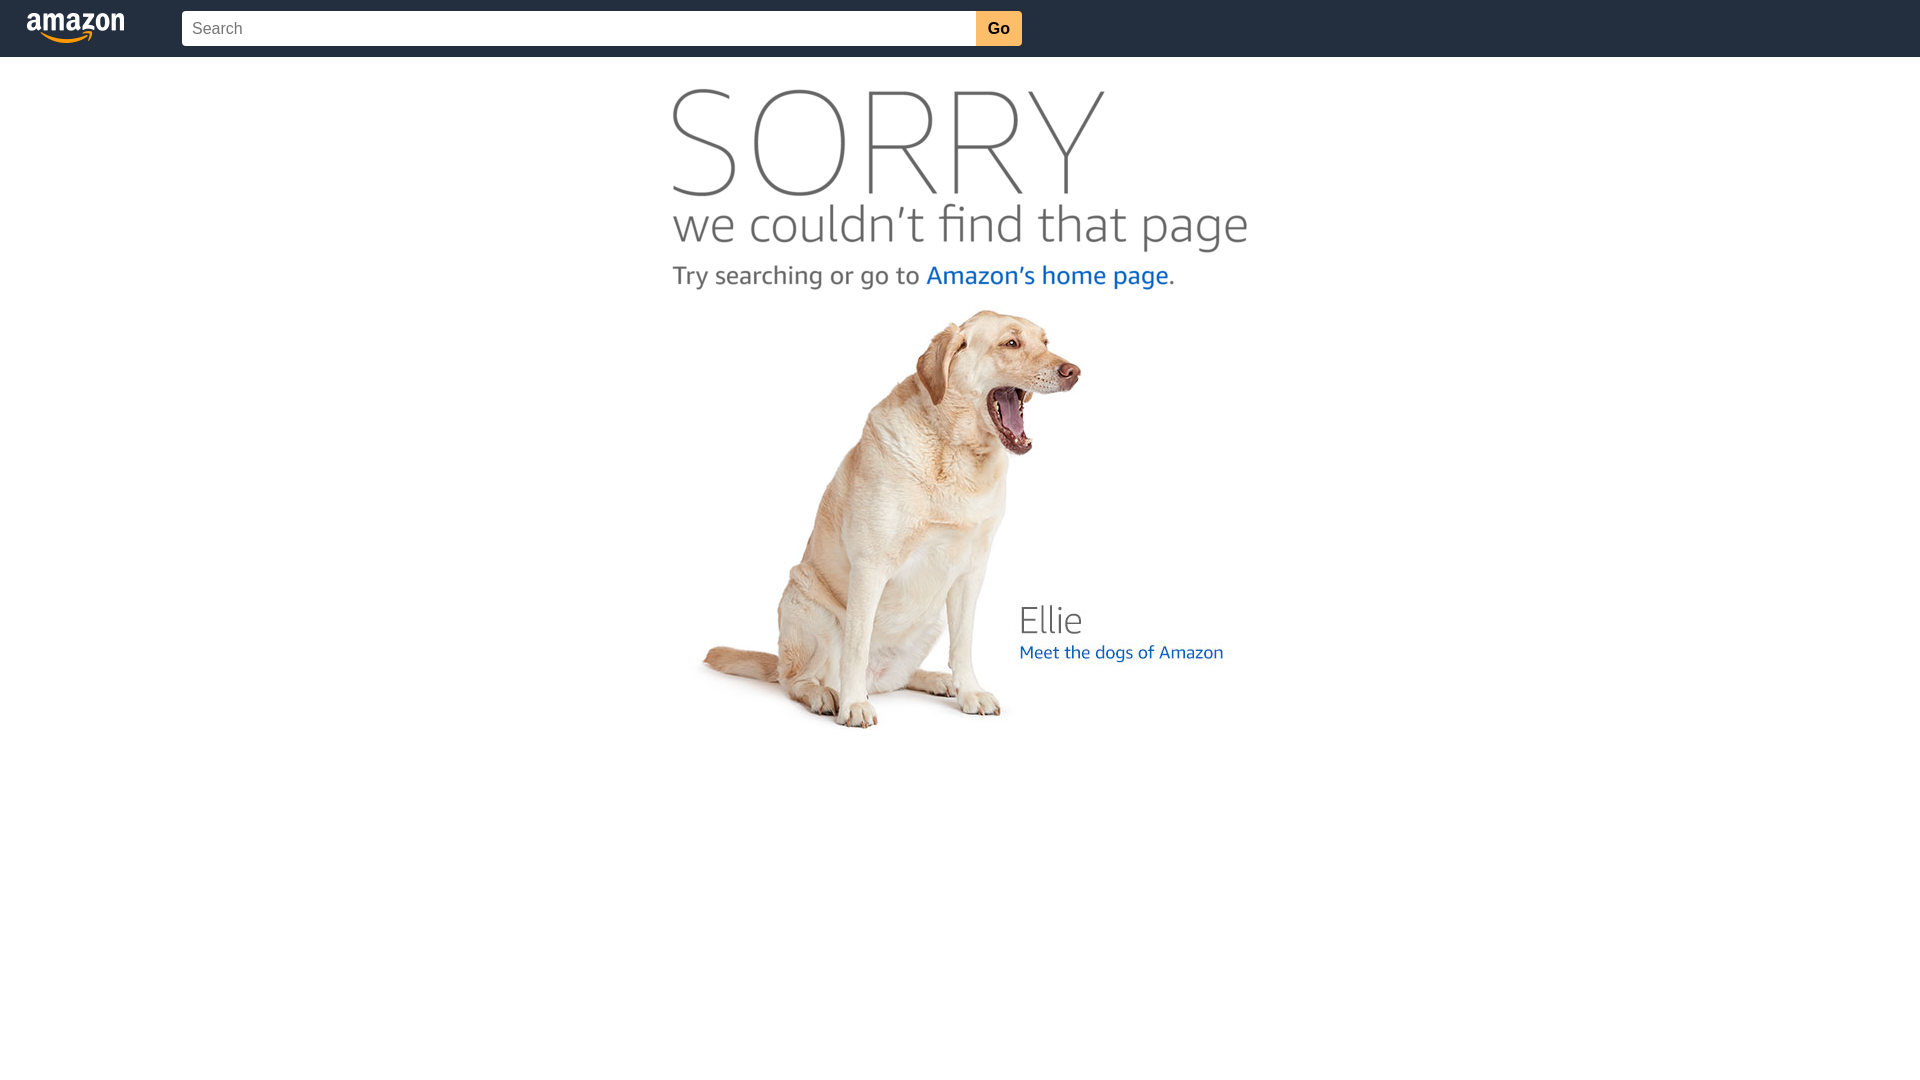 amazon
Search
Go
SORRY
we couldn't find that page
Try searching or go to Amazon's home page.
Ellie
Meet the dogs of Amazon